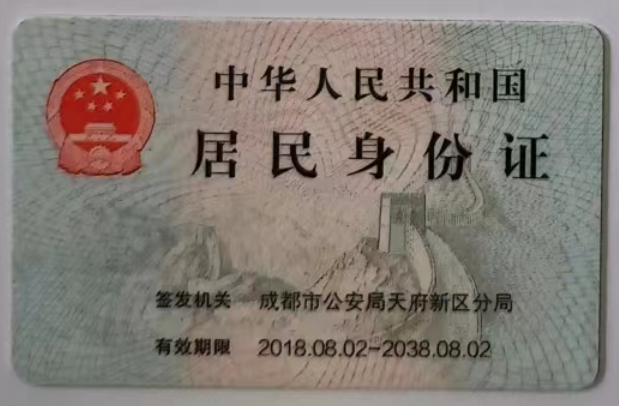 中华人民共和国
居民身份证
签发机关 成都市公安局天府新区分局
有效期限 2018.08.02-2038.08.02